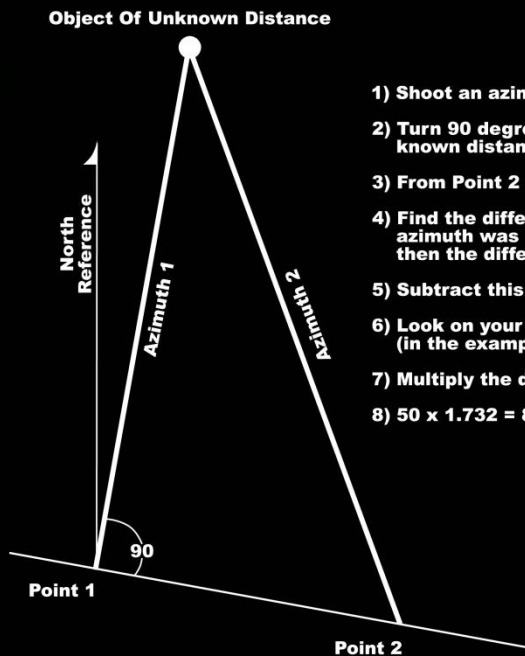 Object Of Unknown Distance
1) Shoot an azim
2) Turn 90 degre
known distan
3) From Point 2
4) Find the diffe
azimuth was
then the diffe
5) Subtract this
6) Look on your
(in the examp
7) Multiply the d
8) 50 x 1.732 = 8
North
Reference
Azimuth 1
Azimuth 2
90
Point 1
Point 2